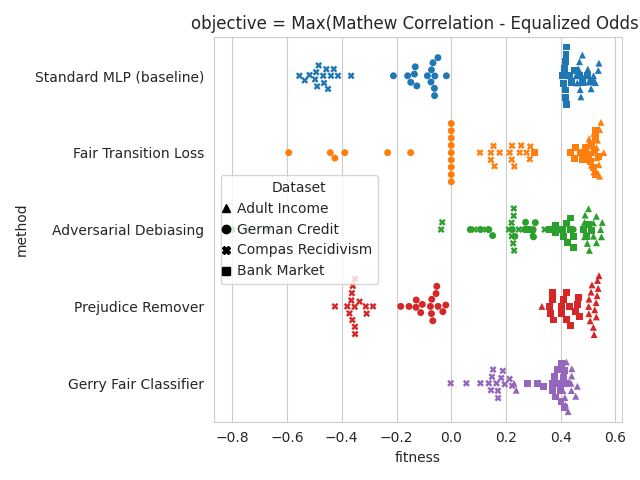 objective = Max(Mathew Correlation - Equalized Odds
Standard MLP (baseline)
Fair Transition Loss
Adversarial Debiasing
Prejudice Remover
Gerry Fair Classifier
method
Dataset
Adult Income
German Credit
Compas Recidivism
Bank Market
−0.8 −0.6 −0.4 −0.2 0.0 0.2 0.4 0.6
fitness